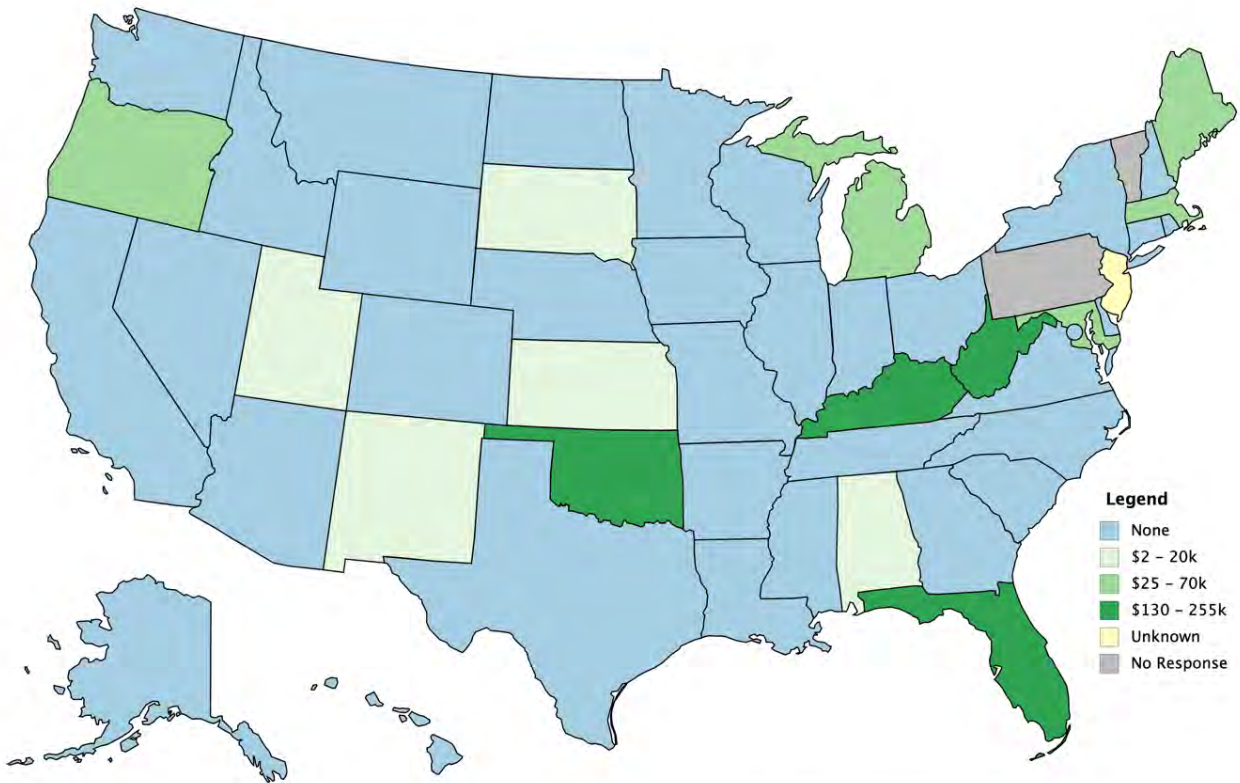 Legend
None
$2 – 20k
$25 – 70k
$130 – 255k
Unknown
No Response